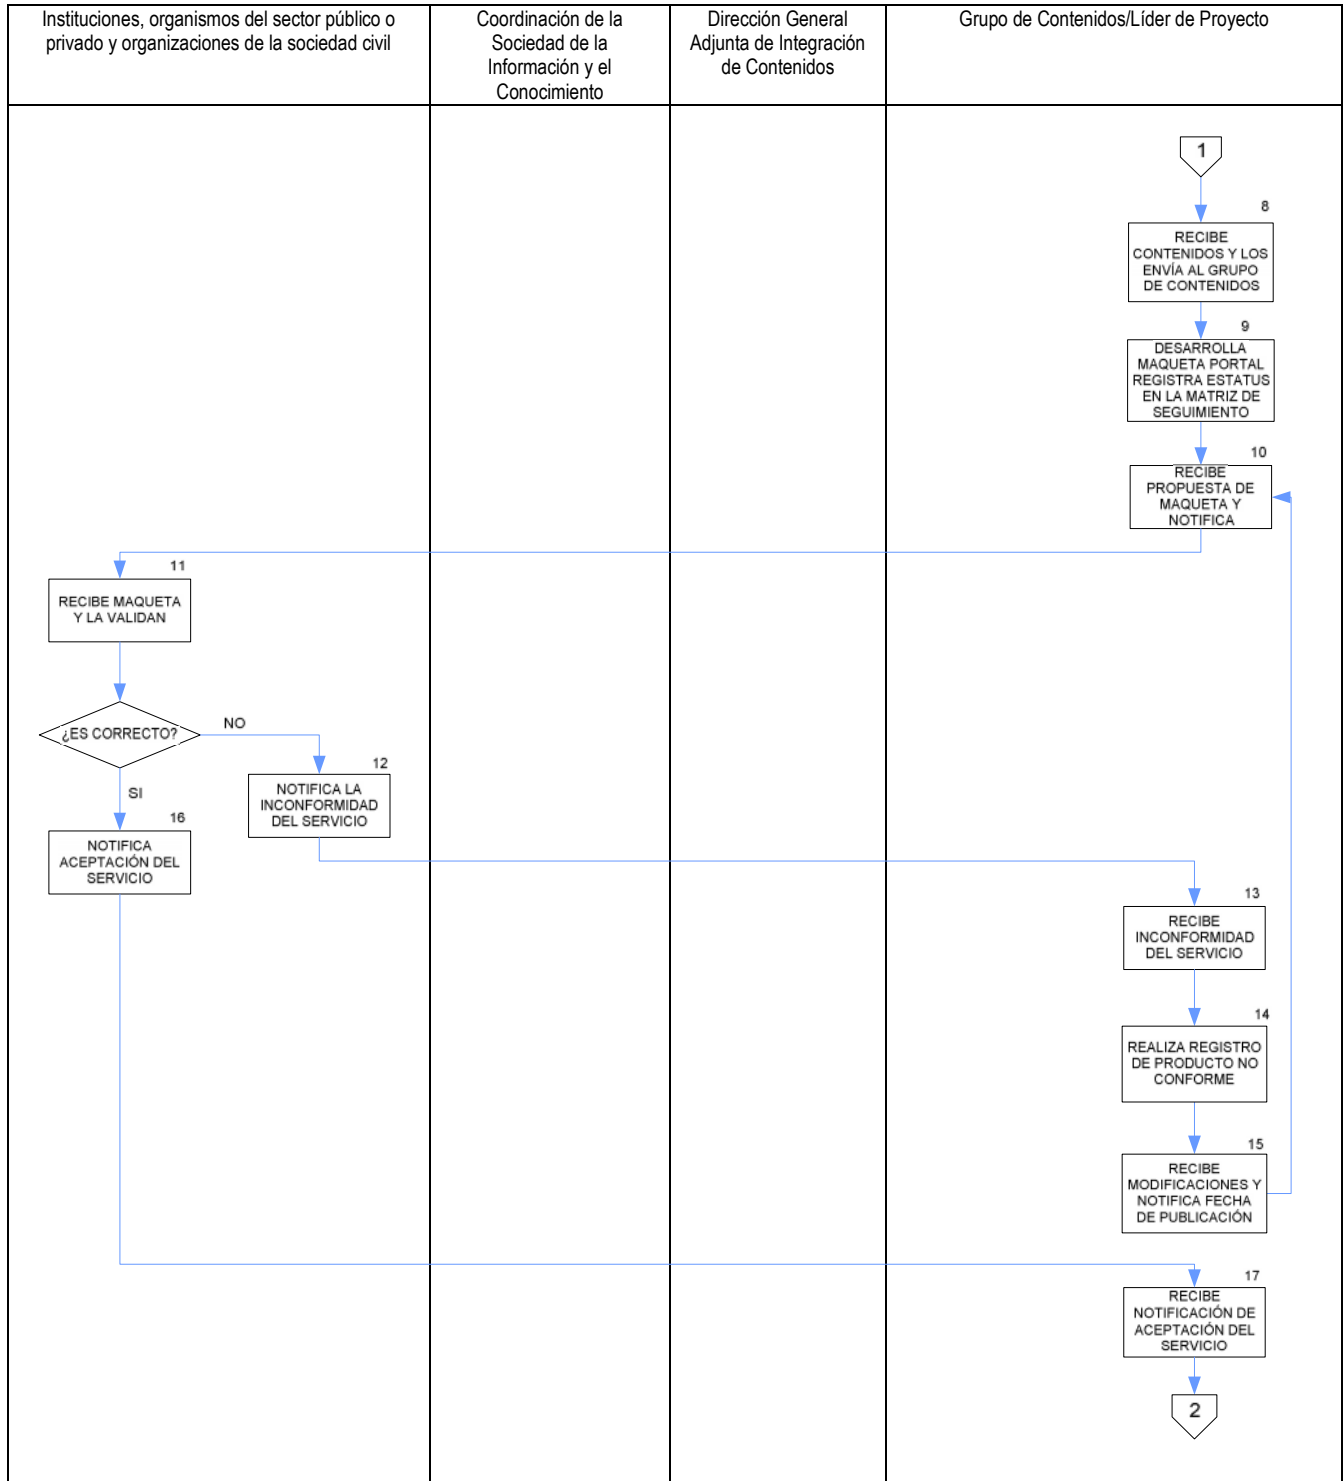 Instituciones, organismos del sector público o
privado y organizaciones de la sociedad civil
Coordinación de la
Sociedad de la
Información y el
Conocimiento
Dirección General
Adjunta de Integración
de Contenidos
Grupo de Contenidos/Líder de Proyecto
1
8
RECIBE
CONTENIDOS Y LOS
ENVÍA AL GRUPO
DE CONTENIDOS
9
DESARROLLA
MAQUETA PORTAL
REGISTRA ESTATUS
EN LA MATRIZ DE
SEGUIMIENTO
10
RECIBE
PROPUESTA DE
MAQUETA Y
NOTIFICA
11
RECIBE MAQUETA
Y LA VALIDAN
¿ES CORRECTO?
NO
12
NOTIFICA LA
INCONFORMIDAD
DEL SERVICIO
SI
16
NOTIFICA
ACEPTACIÓN DEL
SERVICIO
13
RECIBE
INCONFORMIDAD
DEL SERVICIO
14
REALIZA REGISTRO
DE PRODUCTO NO
CONFORME
15
RECIBE
MODIFICACIONES Y
NOTIFICA FECHA
DE PUBLICACIÓN
17
RECIBE
NOTIFICACIÓN DE
ACEPTACIÓN DEL
SERVICIO
2